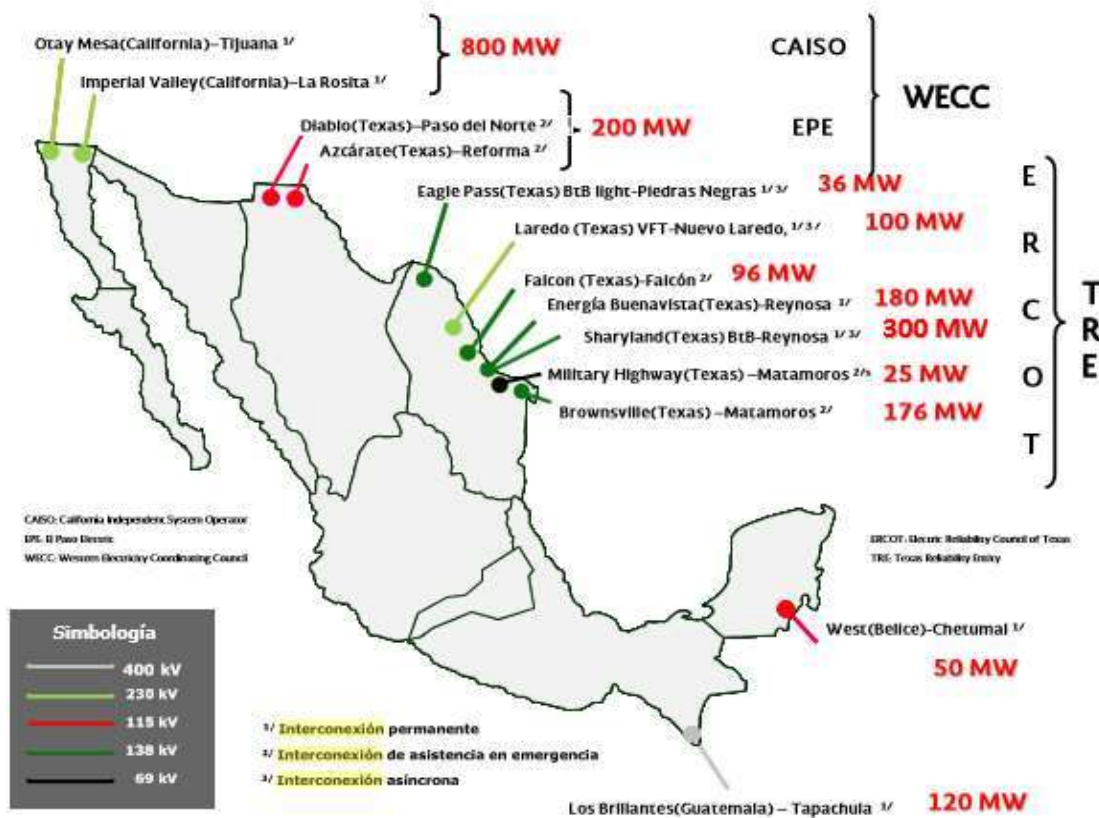 Otay Mesa(California)–Tijuana 1/
800 MW
CAISO
Imperial Valley(California)–La Rosita 1/
WECC
Diablo(Texas)–Paso del Norte 2/
200 MW
EPE
Azcárate(Texas)–Reforma 2/
Eagle Pass(Texas) BtB light-Piedras Negras 1/ 3/
36 MW
Laredo (Texas) VFT-Nuevo Laredo, 1/ 3/
100 MW
Falcon (Texas)-Falcón 2/
96 MW
Energía Buenavista(Texas)-Reynosa 1/
180 MW
Sharyland(Texas) BtB-Reynosa 1/ 3/
300 MW
Military Highway(Texas) –Matamoros 2/s
25 MW
Brownsville(Texas) –Matamoros 2/
176 MW
ERCOT
TRE
CAISO: California Independent System Operator
EPE: El Paso Electric
WECC: Western Electricity Coordinating Council
ERCOT: Electric Reliability Council of Texas
TRE: Texas Reliability Entity
West(Belice)–Chetumal 1/
50 MW
Simbología
400 kV
230 kV
115 kV
138 kV
69 kV
1/ Interconexión permanente
2/ Interconexión de asistencia en emergencia
3/ Interconexión asíncrona
Los Brillantes(Guatemala) – Tapachula 1/
120 MW